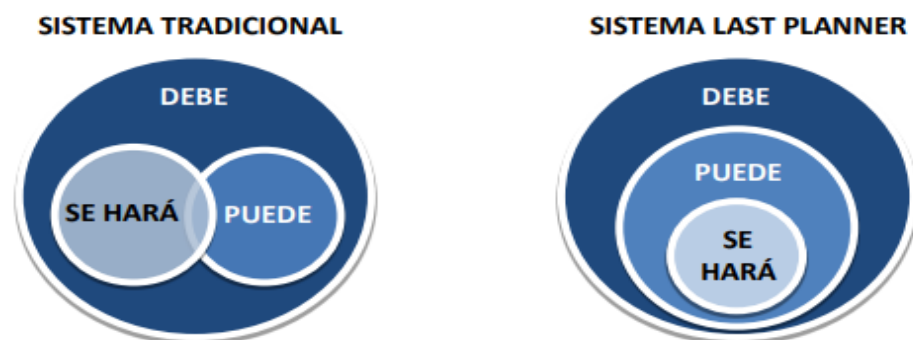 SISTEMA TRADICIONAL
DEBE
SE HARÁ
PUEDE
SISTEMA LAST PLANNER
DEBE
PUEDE
SE
HARÁ